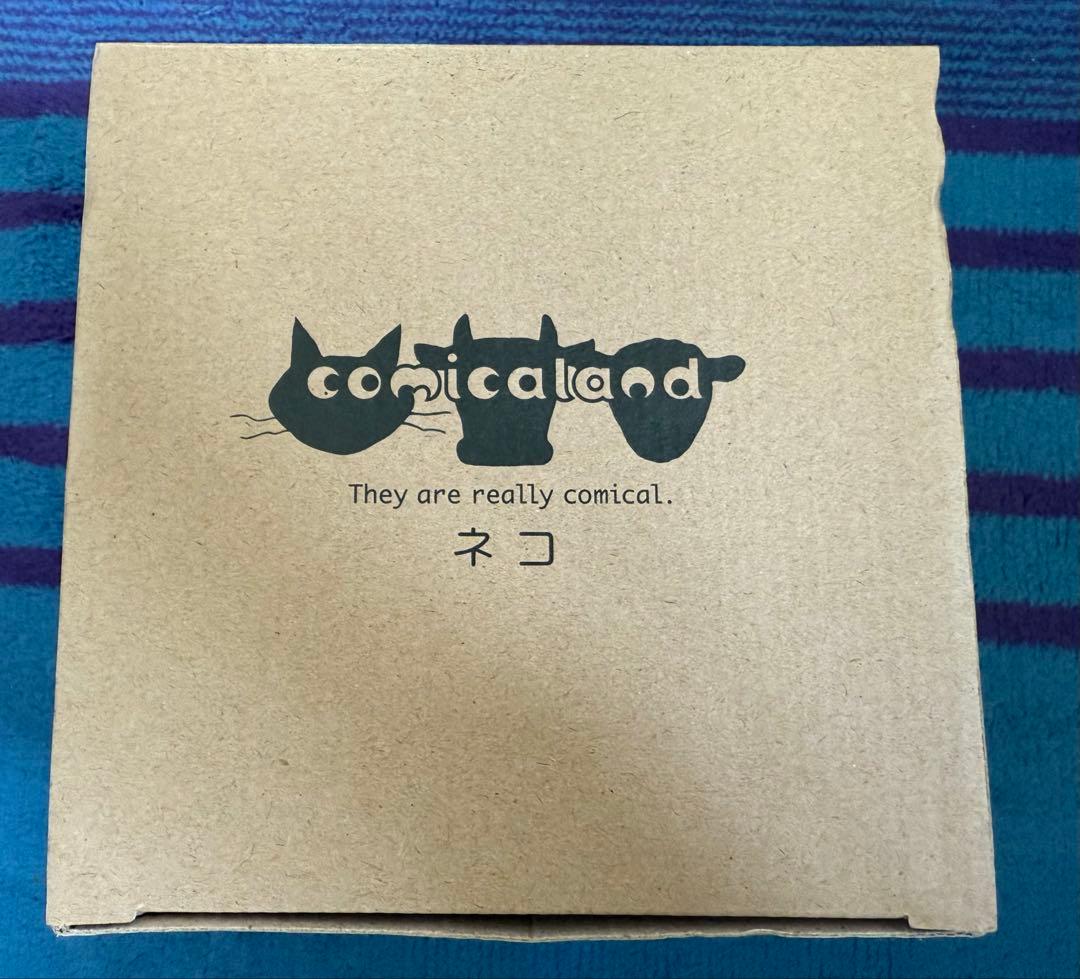 comicaland
They are really comical.
ネコ